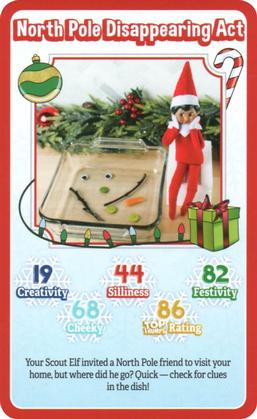 North Pole Disappearing Act
19 44 82
Creativity Silliness Festivity
68 86
Cheeky TOP TRUMPS Rating
Your Scout Elf invited a North Pole friend to visit your
home, but where did he go? Quick — check for clues
in the dish!